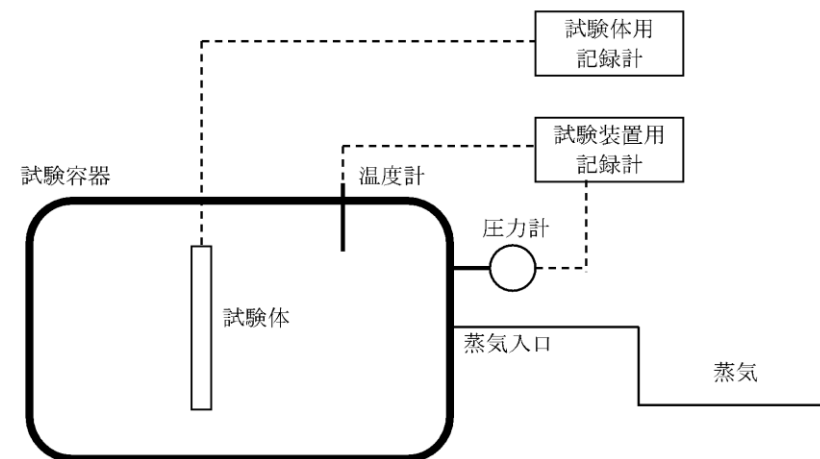 試験体用
記録計
試験装置用
記録計
試験容器
温度計
圧力計
試験体
蒸気入口
蒸気